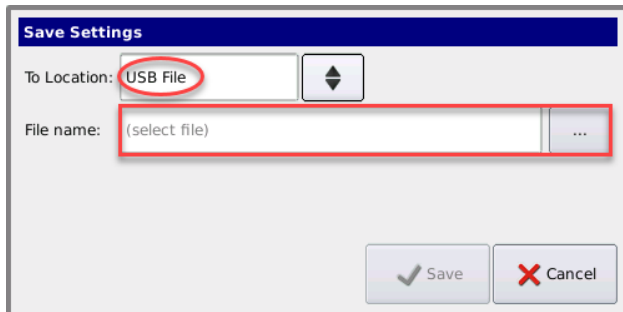 Save Settings
To Location: USB File
File name: (select file) ...
Save Cancel